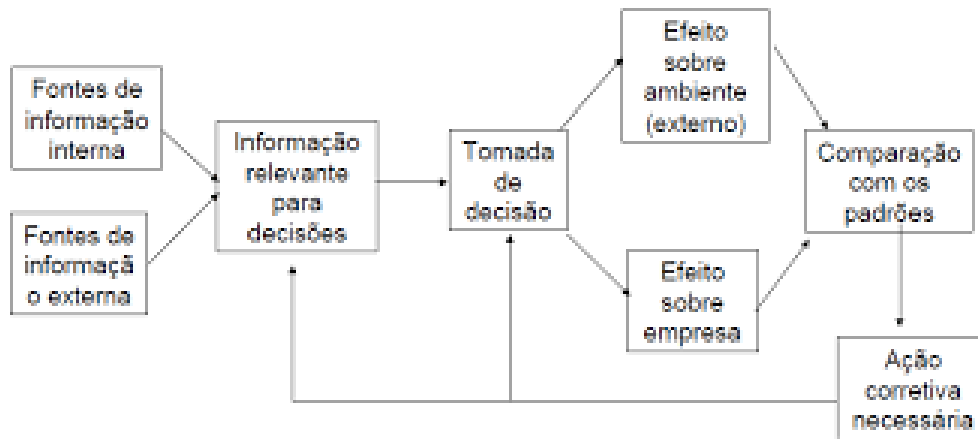 Fontes de
informação
interna
Fontes de
informaçã
o externa
Informação
relevante
para
decisões
Tomada
de
decisão
Efeito
sobre
ambiente
(externo)
Efeito
sobre
empresa
Comparação
com os
padrões
Ação
corretiva
necessária